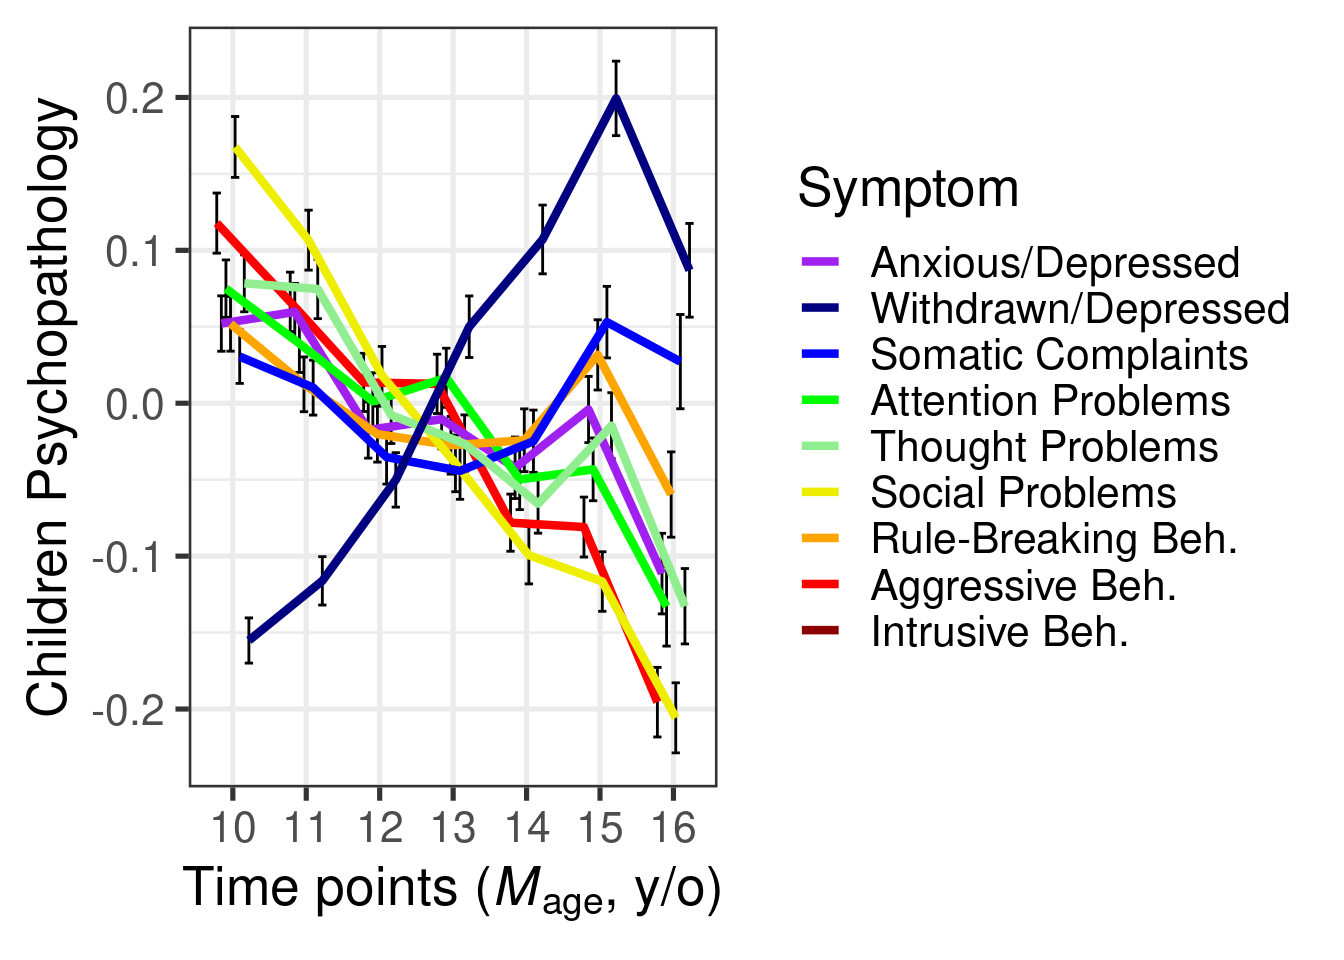 Children Psychopathology
0.2
0.1
0.0
-0.1
-0.2
10 11 12 13 14 15 16
Time points (Mage, y/o)
Symptom
Anxious/Depressed
Withdrawn/Depressed
Somatic Complaints
Attention Problems
Thought Problems
Social Problems
Rule-Breaking Beh.
Aggressive Beh.
Intrusive Beh.